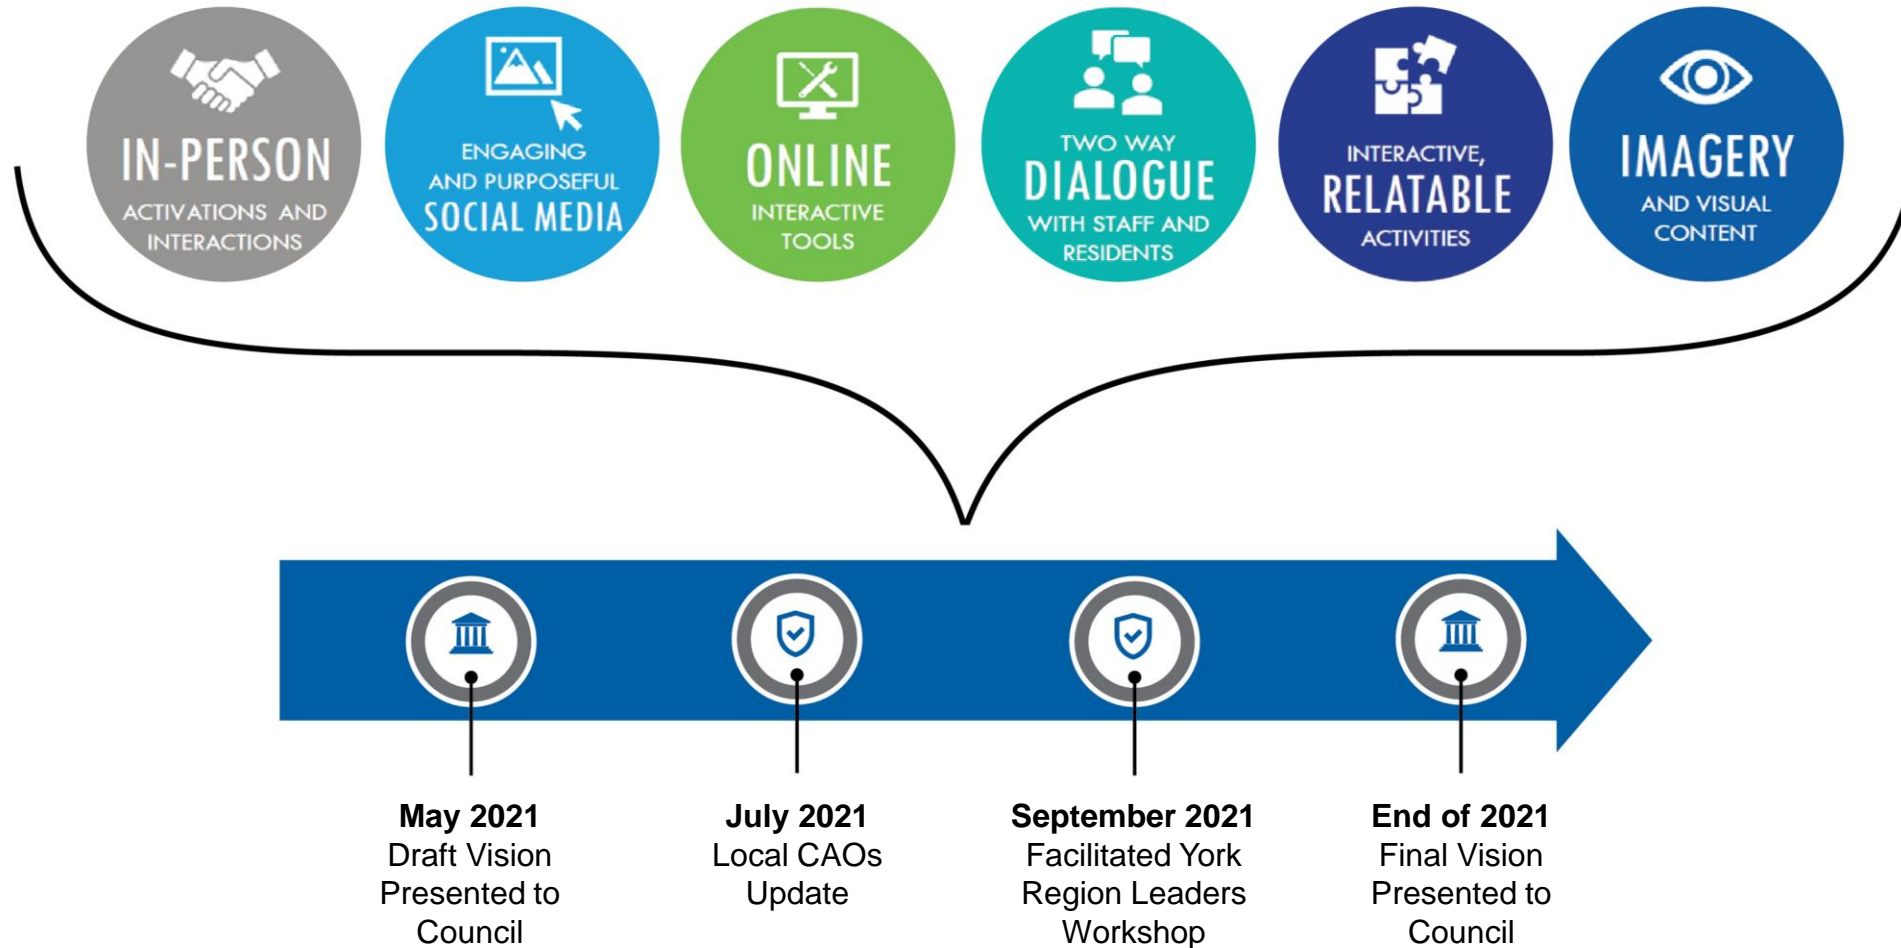 IN-PERSON
ACTIVATIONS AND
INTERACTIONS
ENGAGING
AND PURPOSEFUL
SOCIAL MEDIA
ONLINE
INTERACTIVE
TOOLS
TWO WAY
DIALOGUE
WITH STAFF AND
RESIDENTS
INTERACTIVE,
RELATABLE
ACTIVITIES
IMAGERY
AND VISUAL
CONTENT
May 2021
Draft Vision
Presented to
Council
July 2021
Local CAOs
Update
September 2021
Facilitated York
Region Leaders
Workshop
End of 2021
Final Vision
Presented to
Council